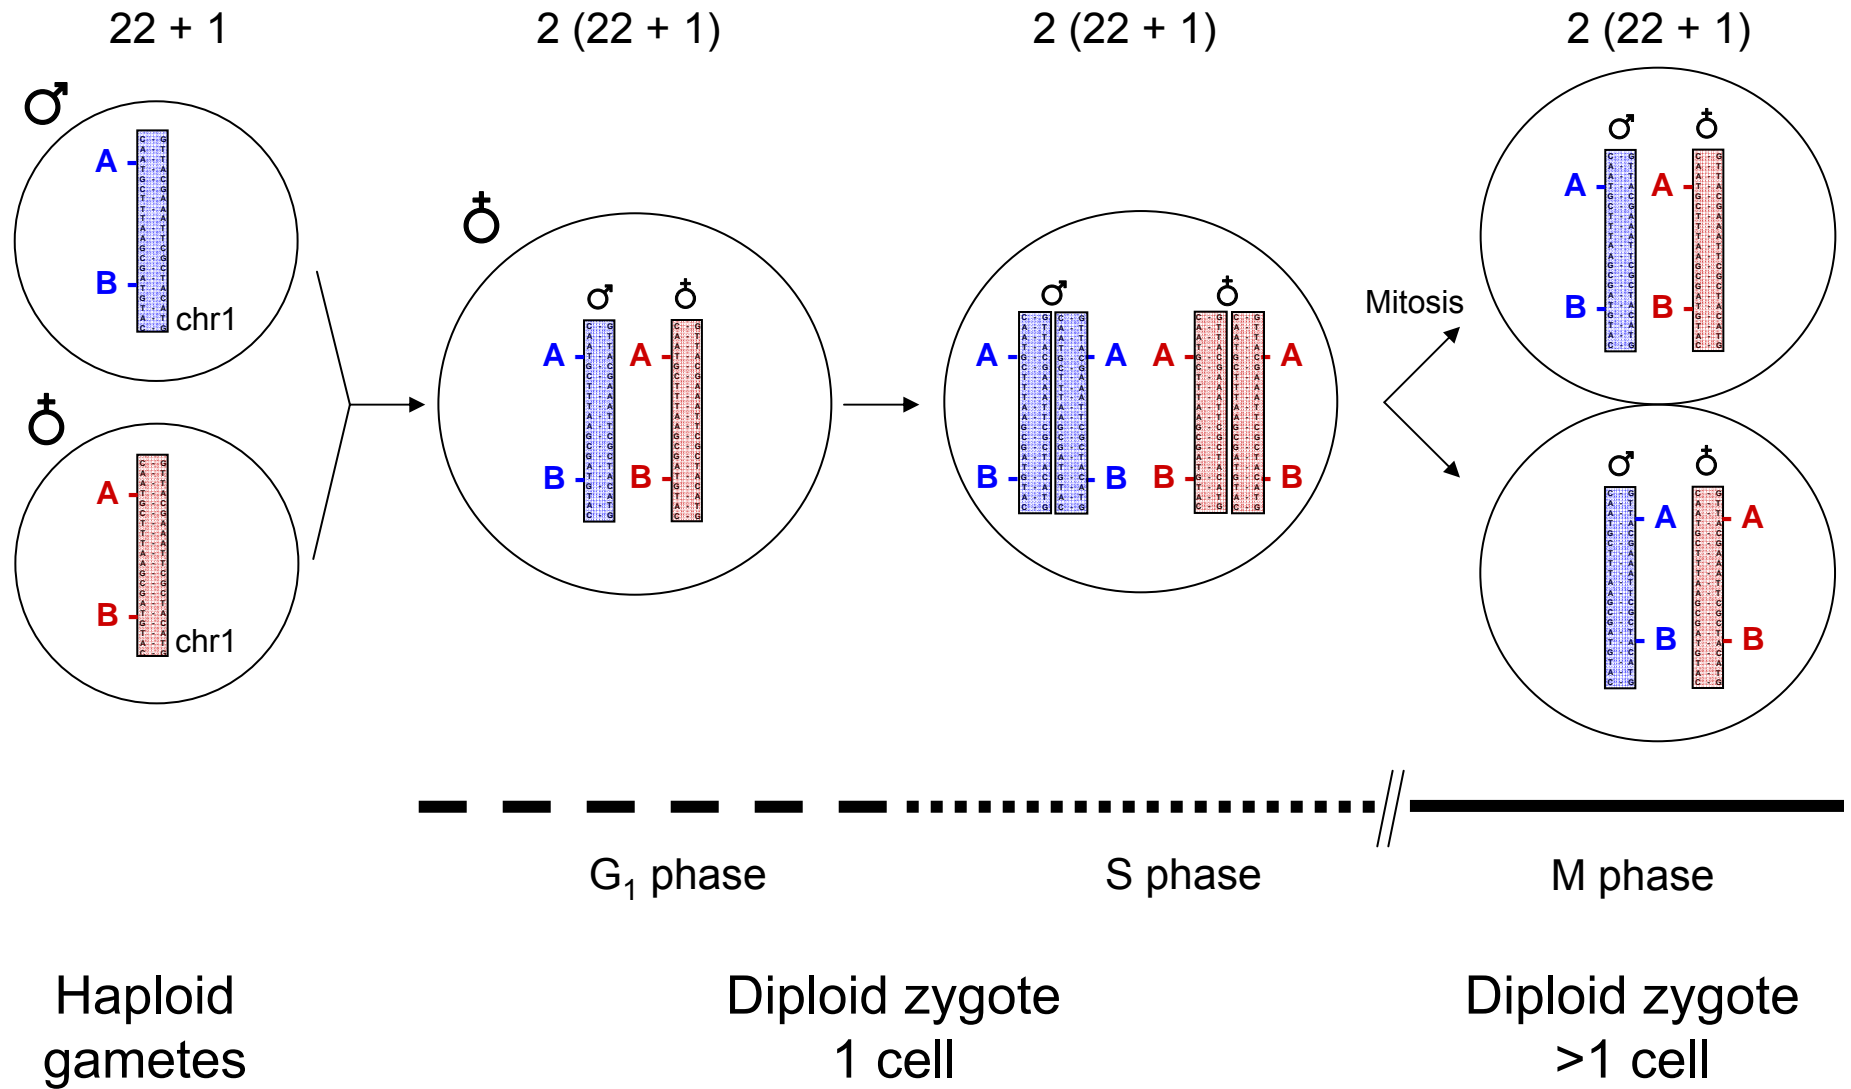 22 + 1
2 (22 + 1)
2 (22 + 1)
2 (22 + 1)
♂
A
B
chr1
♀
A
B
chr1
♀
♂ ♀
A A
B B
♂ ♀
A A A A
B B B B
Mitosis
♂ ♀
A A
B B
♂ ♀
A A
B B
G₁ phase
S phase
M phase
Haploid
gametes
Diploid zygote
1 cell
Diploid zygote
>1 cell